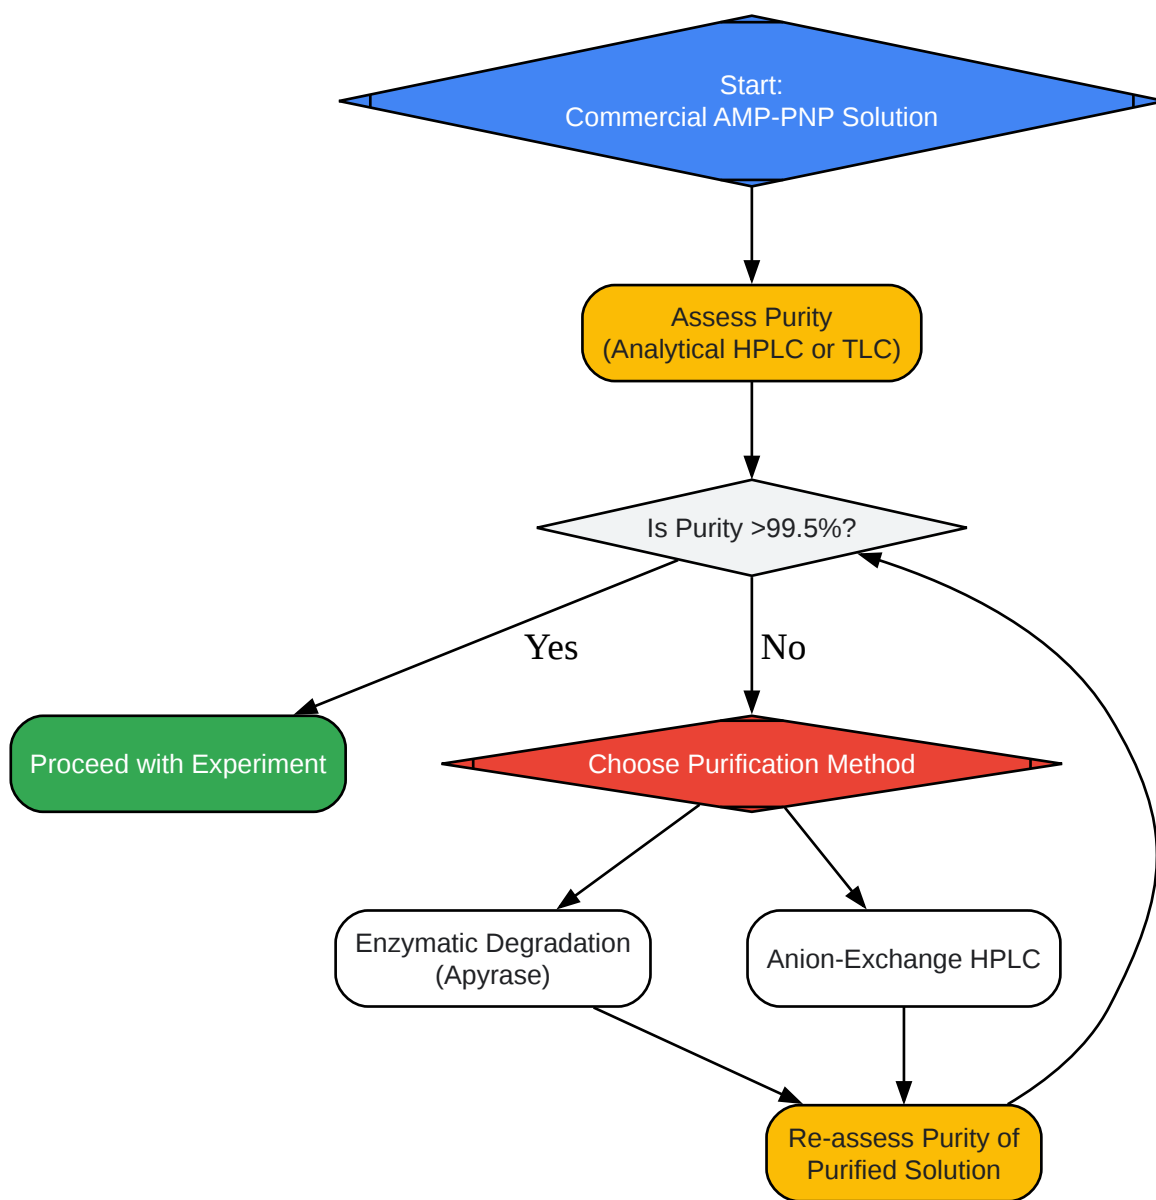 Start:
Commercial AMP-PNP Solution
Assess Purity
(Analytical HPLC or TLC)
Is Purity >99.5%?
Yes
No
Proceed with Experiment
Choose Purification Method
Enzymatic Degradation
(Apyrase)
Anion-Exchange HPLC
Re-assess Purity of
Purified Solution